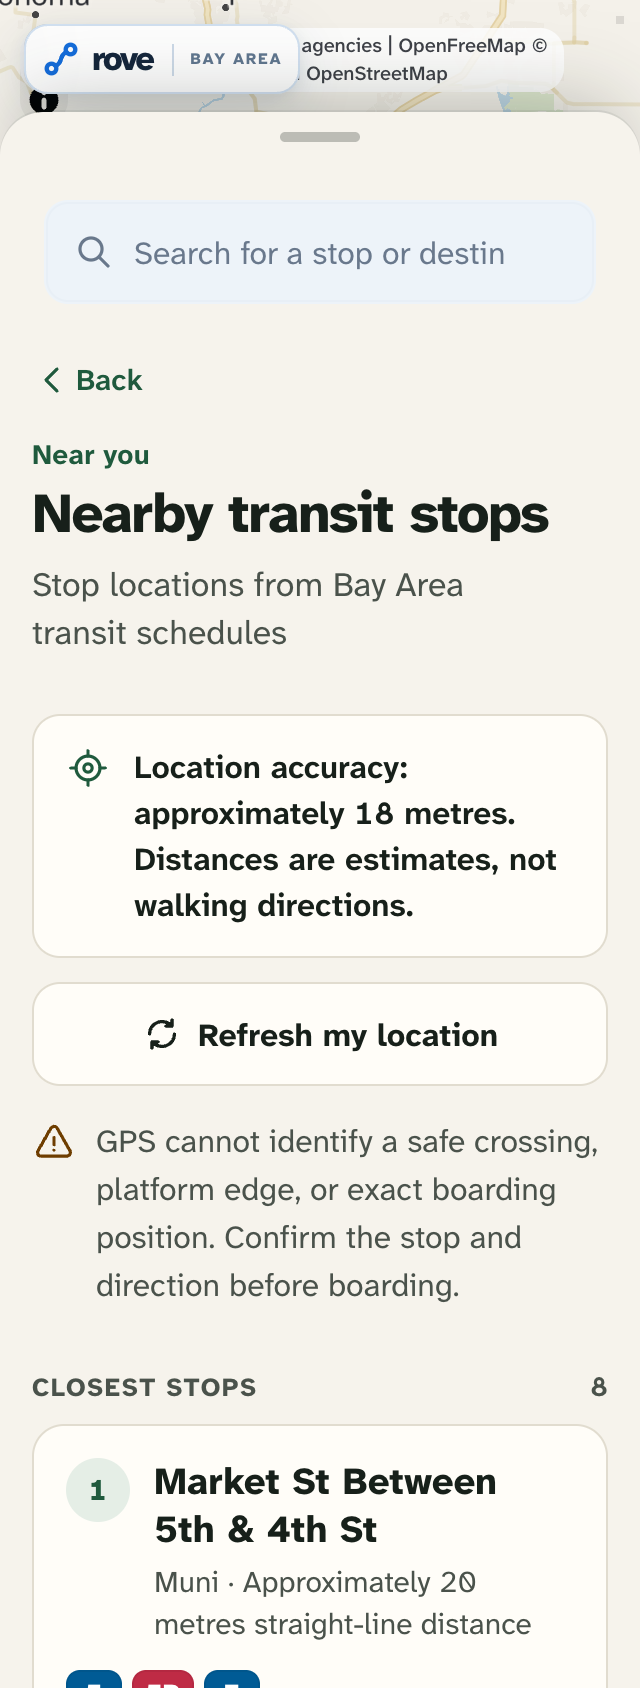 rove BAY AREA
agencies | OpenFreeMap ©
OpenStreetMap
Search for a stop or destin
Back
Near you
Nearby transit stops
Stop locations from Bay Area
transit schedules
Location accuracy:
approximately 18 metres.
Distances are estimates, not
walking directions.
Refresh my location
GPS cannot identify a safe crossing,
platform edge, or exact boarding
position. Confirm the stop and
direction before boarding.
CLOSEST STOPS 8
1 Market St Between
5th & 4th St
Muni · Approximately 20
metres straight-line distance